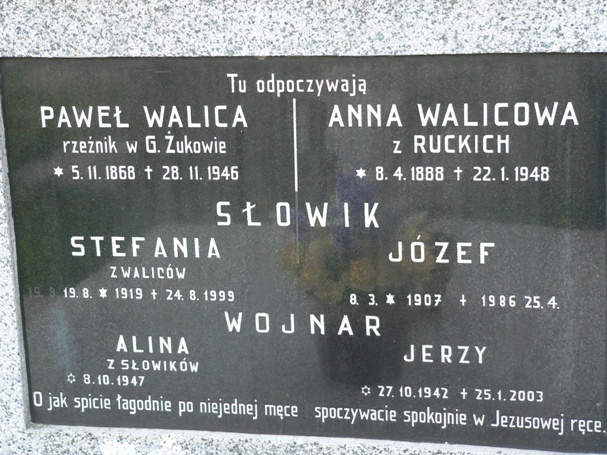 Tu odpoczywają
PAWEŁ WALICA
rzeźnik w G. Żukowie
* 5. 11. 1868 † 28. 11. 1946
ANNA WALICOWA
z RUCKICH
* 8. 4. 1888 † 22. 1. 1948
SŁOWIK
STEFANIA
Z WALICÓW
19. 8. * 1919 † 24. 8. 1999
JÓZEF
8. 3. * 1907 † 1986 25. 4.
WOJNAR
ALINA
Z SŁOWIKÓW
✡ 8.10.1947
JERZY
✡ 27.10.1942 † 25.1.2003
O jak spicie łagodnie po niejednej męce spoczywacie spokojnie w Jezusowej ręce.